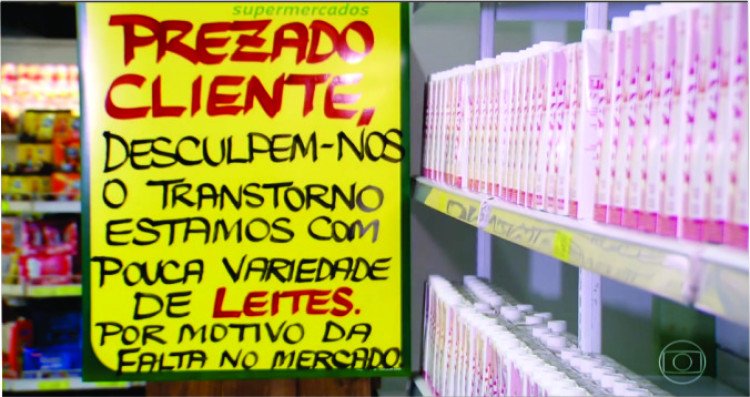 supermercados
PREZADO
CLIENTE,
DESCULPEM-NOS
O TRANSTORNO
ESTAMOS COM
POUCA VARIEDADE
DE LEITES.
POR MOTIVO DA
FALTA NO MERCADO.